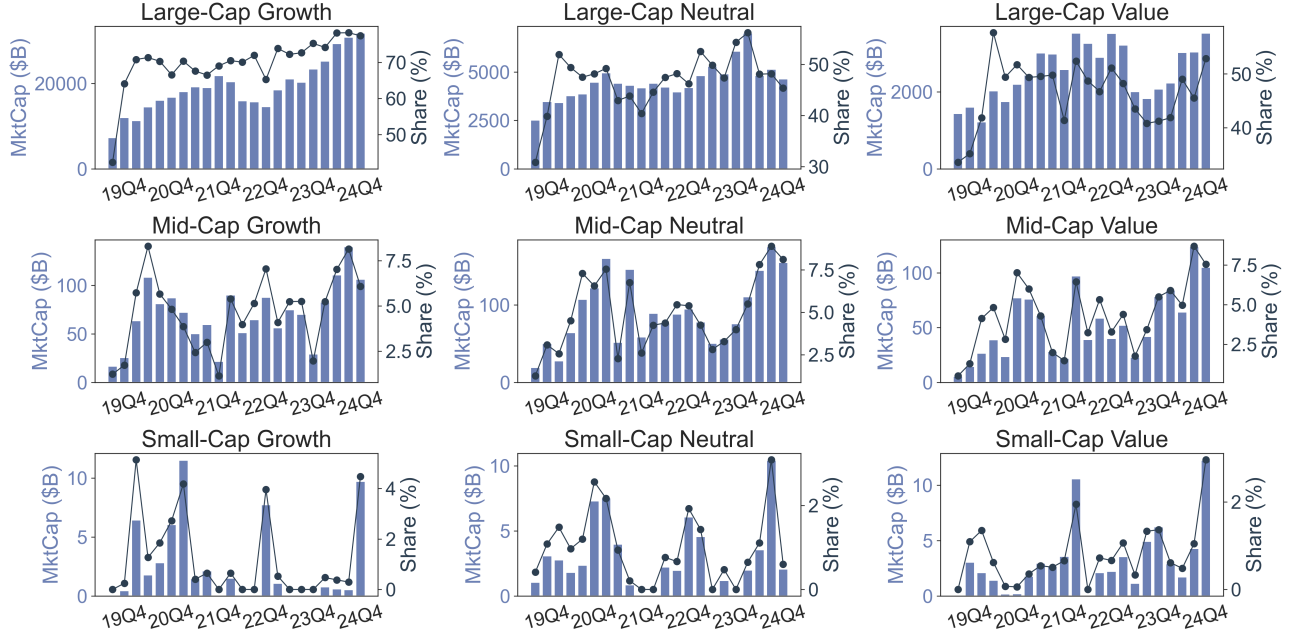 Large-Cap Growth
MktCap ($B)
20000
0
70
60
50
Share (%)
19Q4 20Q4 21Q4 22Q4 23Q4 24Q4
Large-Cap Neutral
MktCap ($B)
5000
2500
0
50
40
30
Share (%)
19Q4 20Q4 21Q4 22Q4 23Q4 24Q4
Large-Cap Value
MktCap ($B)
2000
0
50
40
Share (%)
19Q4 20Q4 21Q4 22Q4 23Q4 24Q4
Mid-Cap Growth
MktCap ($B)
100
50
0
7.5
5.0
2.5
Share (%)
19Q4 20Q4 21Q4 22Q4 23Q4 24Q4
Mid-Cap Neutral
MktCap ($B)
100
0
7.5
5.0
2.5
Share (%)
19Q4 20Q4 21Q4 22Q4 23Q4 24Q4
Mid-Cap Value
MktCap ($B)
100
50
0
7.5
5.0
2.5
Share (%)
19Q4 20Q4 21Q4 22Q4 23Q4 24Q4
Small-Cap Growth
MktCap ($B)
10
5
0
4
2
0
Share (%)
19Q4 20Q4 21Q4 22Q4 23Q4 24Q4
Small-Cap Neutral
MktCap ($B)
10
5
0
2
0
Share (%)
19Q4 20Q4 21Q4 22Q4 23Q4 24Q4
Small-Cap Value
MktCap ($B)
10
5
0
2
0
Share (%)
19Q4 20Q4 21Q4 22Q4 23Q4 24Q4